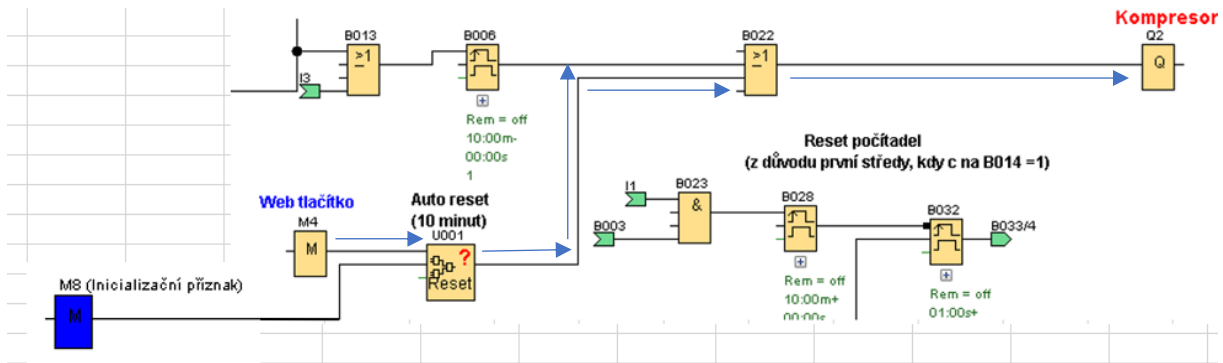 Kompresor
B013
B006
B022
Q2
>1
>1
Q
I3
Rem = off
10:00m-
00:00s
1
Reset počítadel
(z důvodu první středy, kdy c na B014 =1)
Web tlačítko
Auto reset
(10 minut)
M4
U001
M
?
Reset
I1
B023
&
B003
B028
B032
B033/4
Rem = off
10:00m+
00:00s
Rem = off
01:00s+
M8 (Inicializační příznak)
M